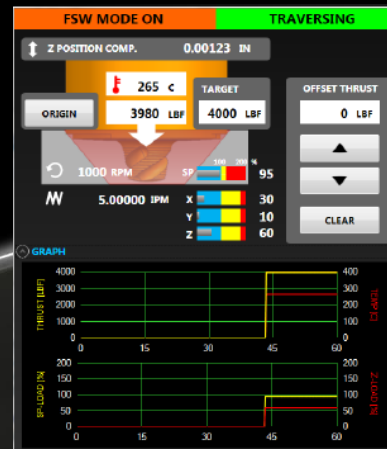 FSW MODE ON TRAVERSING
Z POSITION COMP. 0.00123 IN
265 C
TARGET
OFFSET THRUST
ORIGIN
3980 LBF
4000 LBF
0 LBF
100 200 %
1000 RPM SP 95
5.00000 IPM X 30
Y 10
Z 60
CLEAR
GRAPH
THRUST [LBF]
4000
3000
2000
1000
0
400
300
200
100
0
TEMP[C]
0 15 30 45 60
SP-LOAD [%]
200
150
100
50
0
200
150
100
50
0
Z-LOAD [%]
0 15 30 45 60